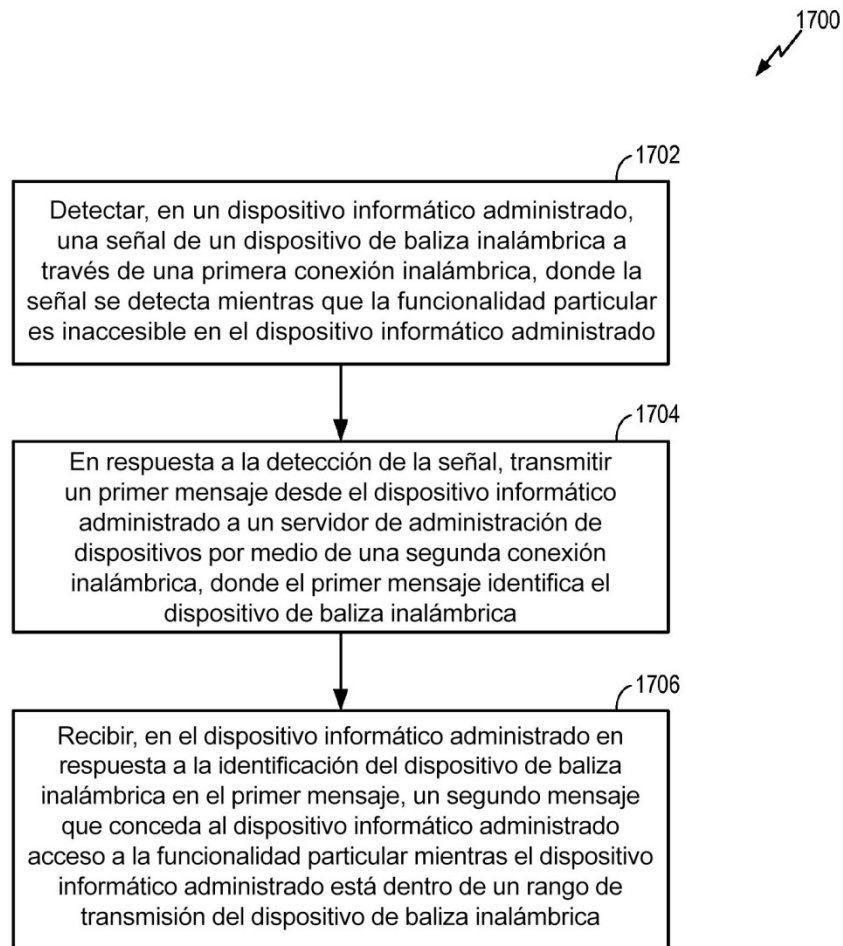 1700
1702
Detectar, en un dispositivo informático administrado,
una señal de un dispositivo de baliza inalámbrica a
través de una primera conexión inalámbrica, donde la
señal se detecta mientras que la funcionalidad particular
es inaccesible en el dispositivo informático administrado
1704
En respuesta a la detección de la señal, transmitir
un primer mensaje desde el dispositivo informático
administrado a un servidor de administración de
dispositivos por medio de una segunda conexión
inalámbrica, donde el primer mensaje identifica el
dispositivo de baliza inalámbrica
1706
Recibir, en el dispositivo informático administrado en
respuesta a la identificación del dispositivo de baliza
inalámbrica en el primer mensaje, un segundo mensaje
que conceda al dispositivo informático administrado
acceso a la funcionalidad particular mientras el dispositivo
informático administrado está dentro de un rango de
transmisión del dispositivo de baliza inalámbrica